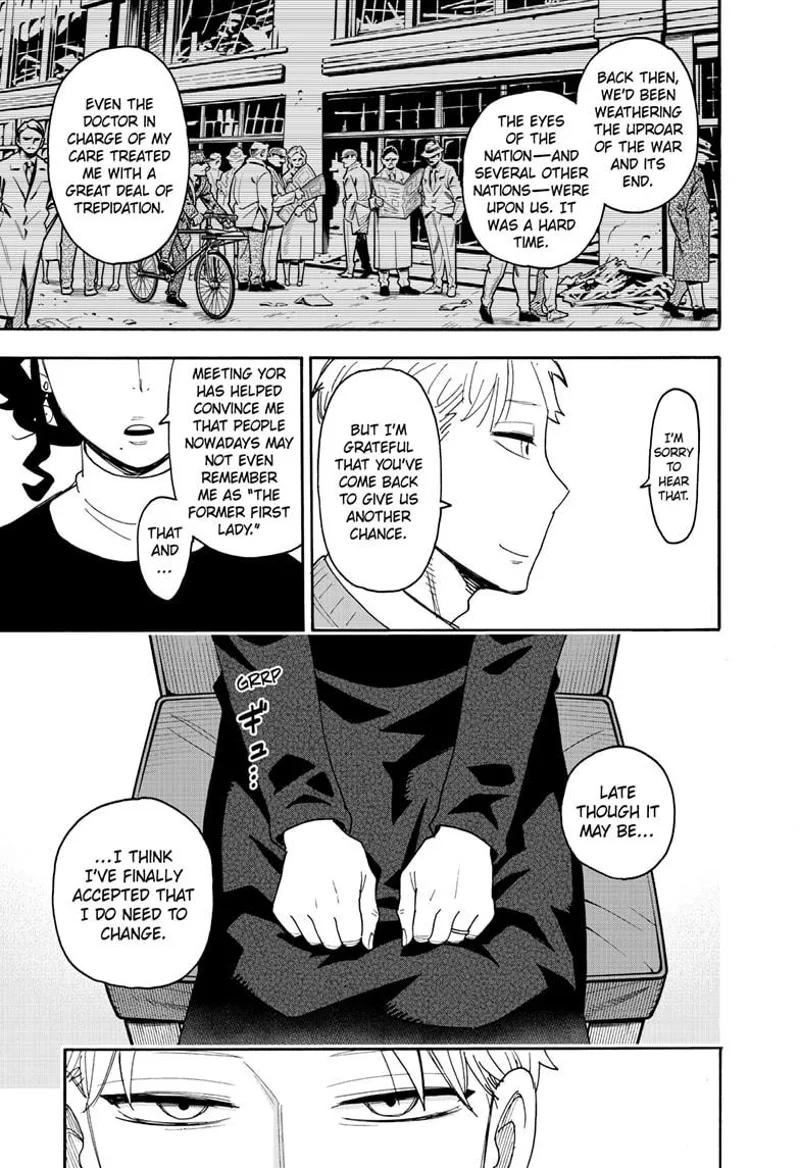 BACK THEN,
WE'D BEEN
WEATHERING
THE UPROAR
OF THE WAR
AND ITS
END.
THE EYES
OF THE
NATION—AND
SEVERAL OTHER
NATIONS—WERE
UPON US. IT
WAS A HARD
TIME.
EVEN THE
DOCTOR IN
CHARGE OF MY
CARE TREATED
ME WITH A
GREAT DEAL OF
TREPIDATION.
I'M
SORRY
TO
HEAR
THAT.
BUT I'M
GRATEFUL
THAT YOU'VE
COME BACK
TO GIVE US
ANOTHER
CHANCE.
MEETING YOR
HAS HELPED
CONVINCE ME
THAT PEOPLE
NOWADAYS MAY
NOT EVEN
REMEMBER
ME AS "THE
FORMER FIRST
LADY."
THAT
AND
...
GRRP
ギュ...
LATE
THOUGH IT
MAY BE...
...I THINK
I'VE FINALLY
ACCEPTED THAT
I DO NEED TO
CHANGE.